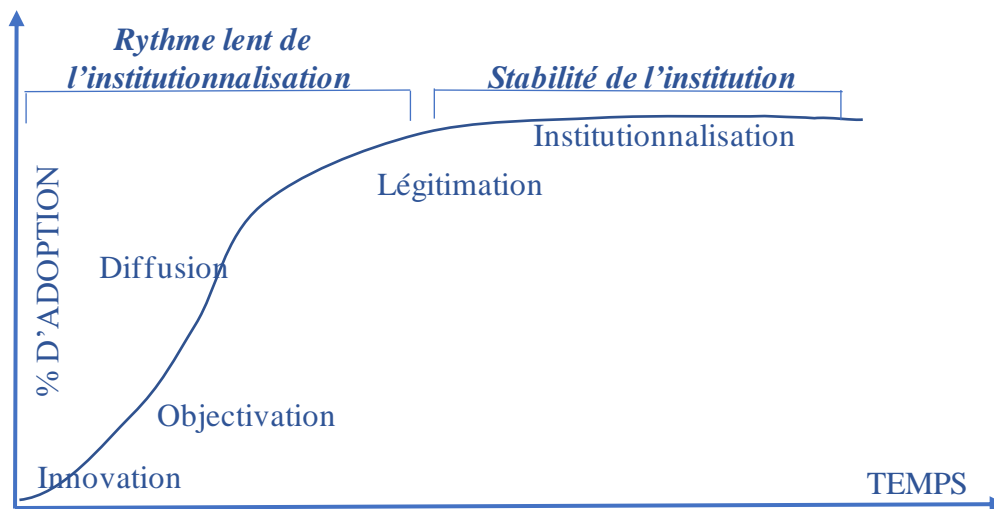 Rythme lent de
l’institutionnalisation
Stabilité de l’institution
Institutionnalisation
Légitimation
% D’ADOPTION
Diffusion
Objectivation
Innovation
TEMPS